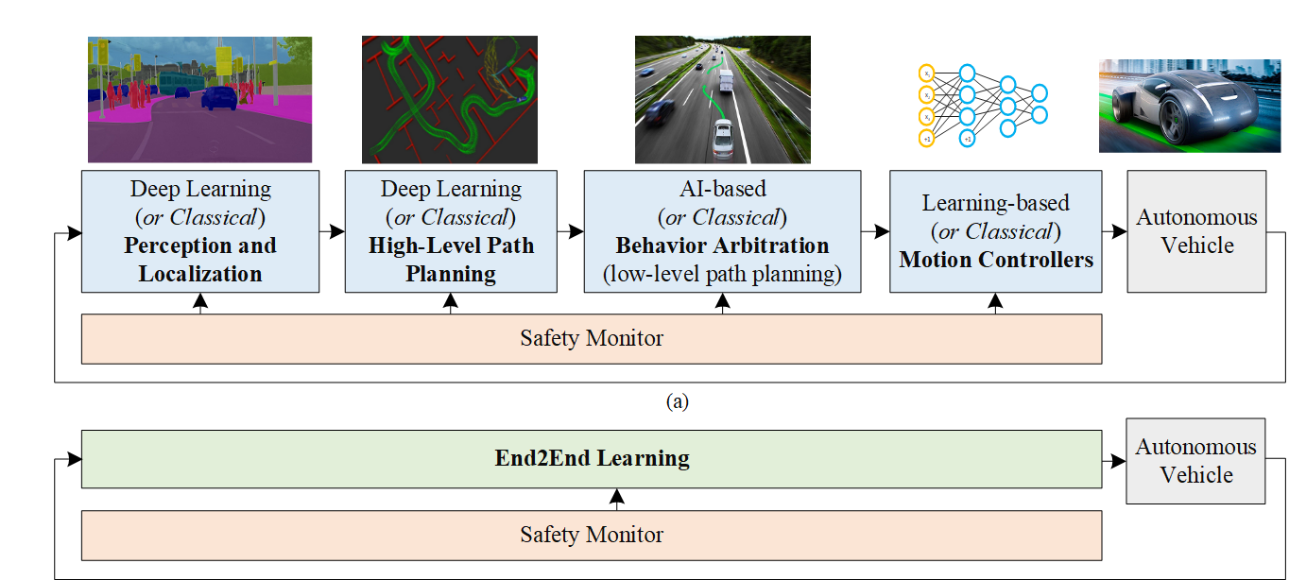 Deep Learning
(or Classical)
Perception and
Localization
Deep Learning
(or Classical)
High-Level Path
Planning
AI-based
(or Classical)
Behavior Arbitration
(low-level path planning)
Learning-based
(or Classical)
Motion Controllers
Autonomous
Vehicle
Safety Monitor
(a)
End2End Learning
Autonomous
Vehicle
Safety Monitor